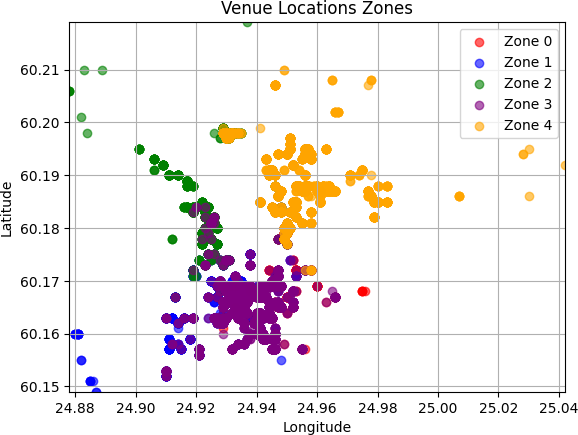 Venue Locations Zones
Zone 0
Zone 1
Zone 2
Zone 3
Zone 4
Latitude
60.21
60.20
60.19
60.18
60.17
60.16
60.15
24.88 24.90 24.92 24.94 24.96 24.98 25.00 25.02 25.04
Longitude